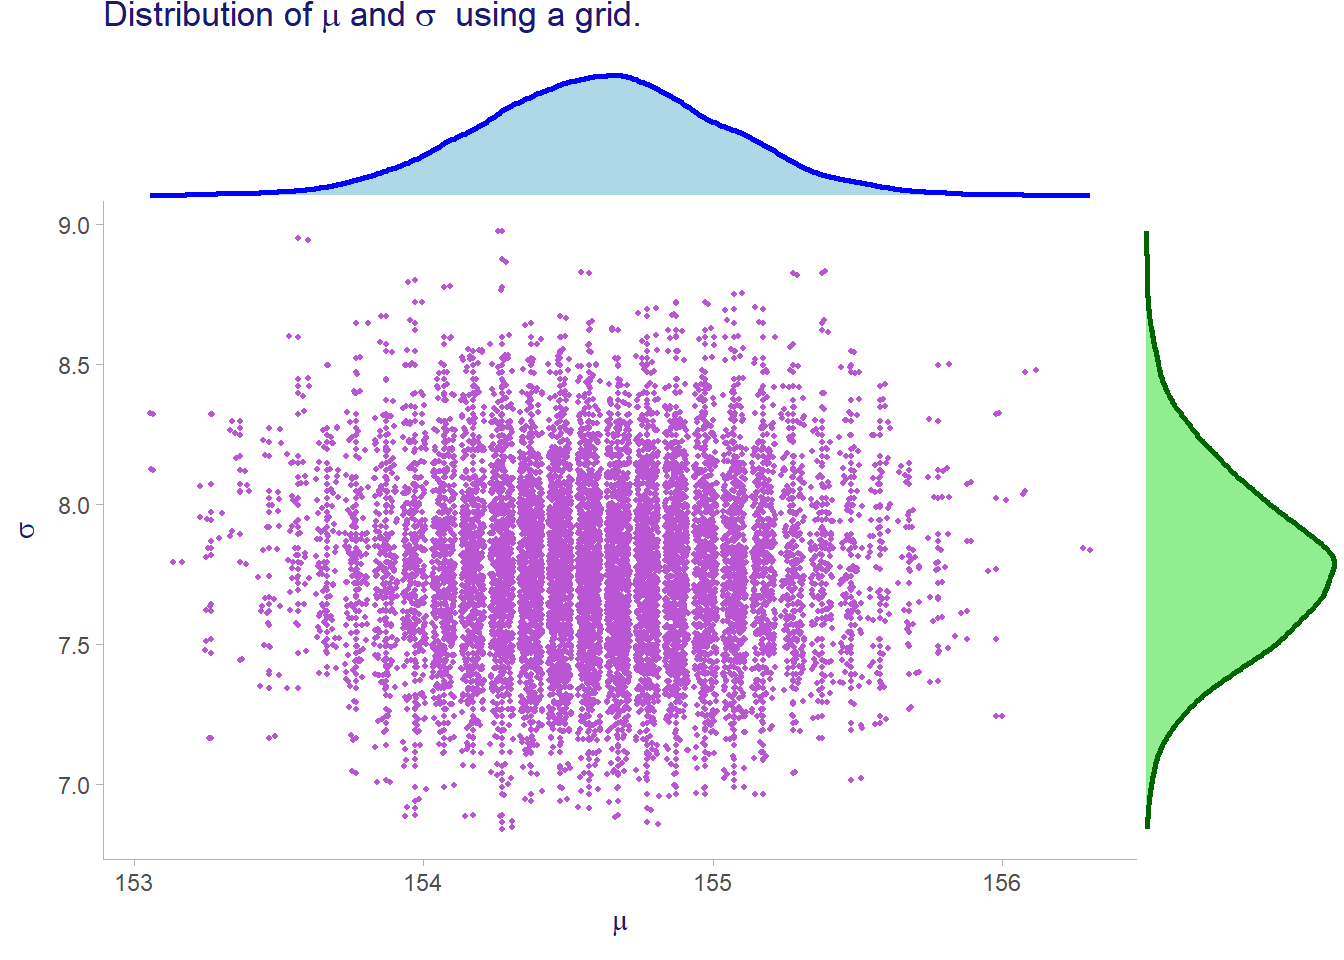 Distribution of μ and σ  using a grid.
9.0
8.5
8.0
σ
7.5
7.0
153 154 155 156
μ